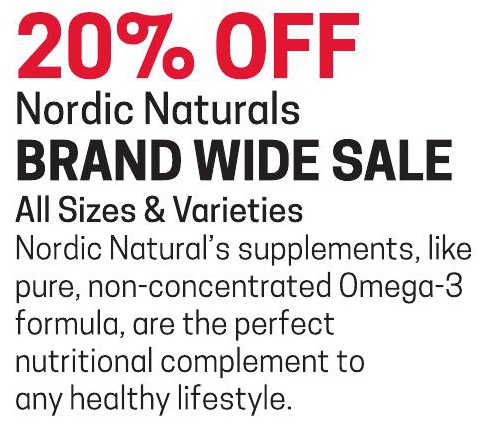 20% OFF
Nordic Naturals
BRAND WIDE SALE
All Sizes & Varieties
Nordic Natural's supplements, like
pure, non-concentrated Omega-3
formula, are the perfect
nutritional complement to
any healthy lifestyle.